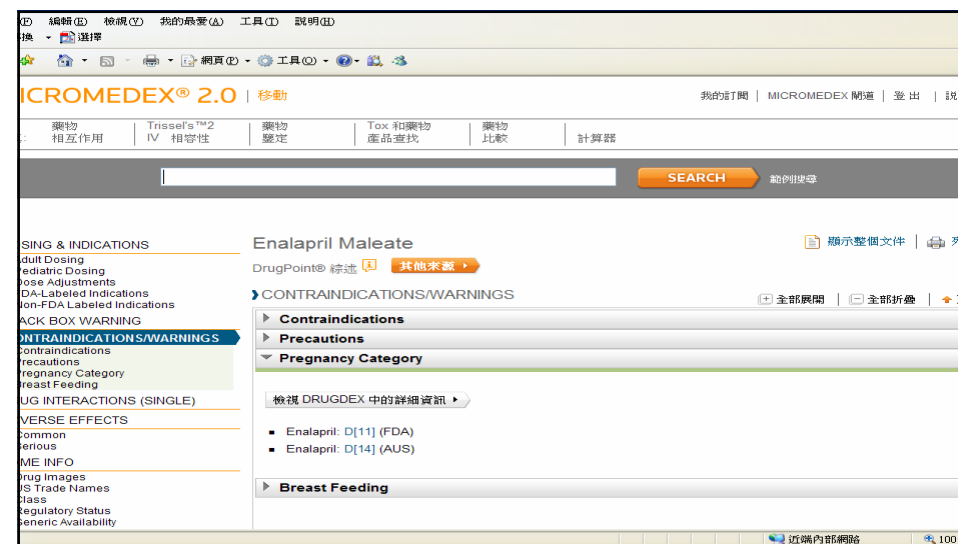 (F) 編輯(E) 檢視(V) 我的最愛(A) 工具(T) 說明(H)
換 選擇
網頁(P) 工具(O)
ICROMEDEX® 2.0 | 移動 我的訂閱 | MICROMEDEX 閘道 | 登出 | 說
藥物 相互作用 | Trissel's™2 IV 相容性 | 藥物 鑒定 | Tox 和藥物 產品查找 | 藥物 比較 | 計算器
SEARCH 範例搜尋
Enalapril Maleate 顯示整個文件
DrugPoint® 綜述 其他來源
CONTRAINDICATIONS/WARNINGS 全部展開 | 全部折疊
SING & INDICATIONS
dult Dosing
ediatric Dosing
ose Adjustments
DA-Labeled Indications
on-FDA Labeled Indications
ACK BOX WARNING
ONTRAINDICATIONS/WARNINGS
ontraindications
recautions
regnancy Category
reast Feeding
UG INTERACTIONS (SINGLE)
VERSE EFFECTS
ommon
erious
ME INFO
rug Images
S Trade Names
lass
egulatory Status
eneric Availability
Contraindications
Precautions
Pregnancy Category
檢視 DRUGDEX 中的詳細資訊
Enalapril: D[11] (FDA)
Enalapril: D[14] (AUS)
Breast Feeding
近端內部網路 100